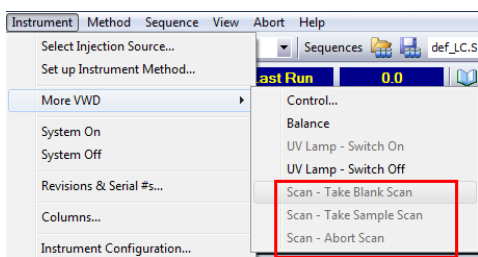 Instrument Method Sequence View Abort Help
Select Injection Source...
Sequences def_LC.S
Set up Instrument Method...
Last Run 0.0
More VWD
Control...
Balance
System On
UV Lamp - Switch On
System Off
UV Lamp - Switch Off
Revisions & Serial #s...
Scan - Take Blank Scan
Columns...
Scan - Take Sample Scan
Scan - Abort Scan
Instrument Configuration...